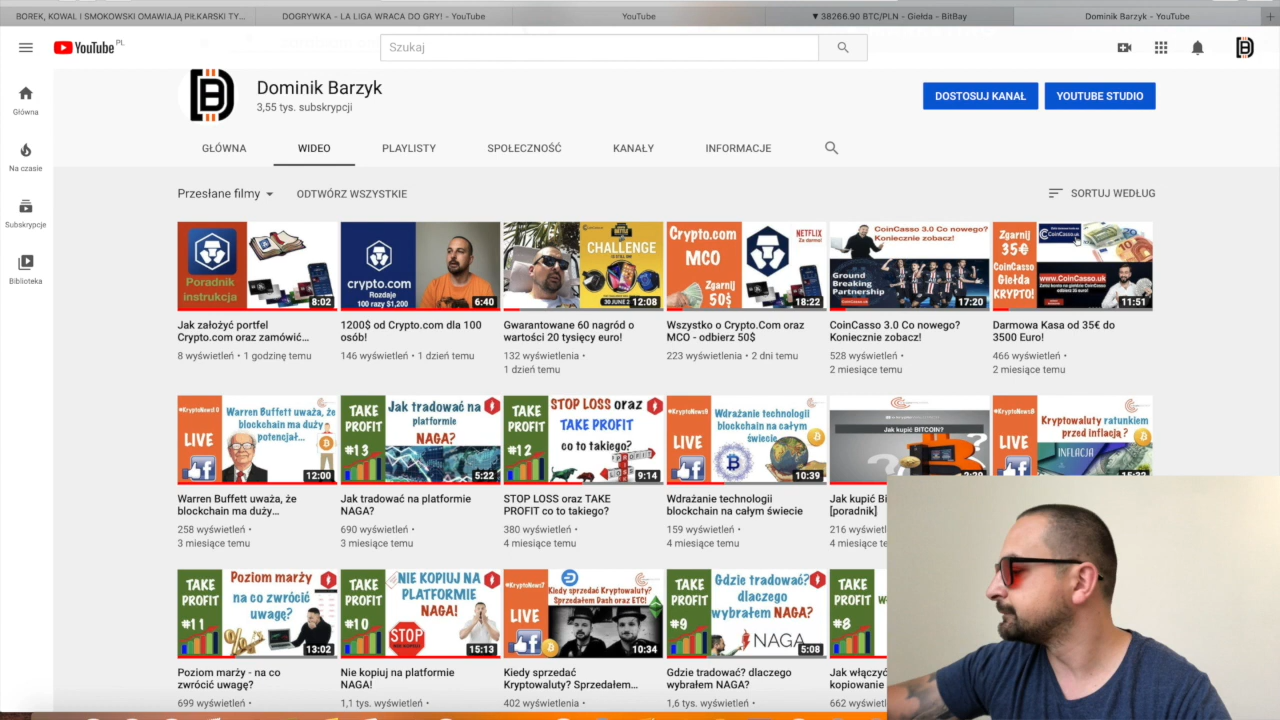 BOREK, KOWAL I SMOKOWSKI OMAWIAJĄ PIŁKARSKI TY...
DOGRYWKA - LA LIGA WRACA DO GRY! - YouTube
YouTube
▼ 38266.90 BTC/PLN - Giełda - BitBay
Dominik Barzyk - YouTube
YouTube PL
Szukaj
Główna
Na czasie
Subskrypcje
Biblioteka
Dominik Barzyk
3,55 tys. subskrypcji
DOSTOSUJ KANAŁ
YOUTUBE STUDIO
GŁÓWNA
WIDEO
PLAYLISTY
SPOŁECZNOŚĆ
KANAŁY
INFORMACJE
Przesłane filmy
ODTWÓRZ WSZYSTKIE
SORTUJ WEDŁUG
Poradnik
instrukcja
8:02
Jak założyć portfel
Crypto.com oraz zamówić...
8 wyświetleń • 1 godzinę temu
crypto.com
Rozdaje
100 razy $1,200
6:40
1200$ od Crypto.com dla 100
osób!
146 wyświetleń • 1 dzień temu
BATTLE
CHALLENGE
30 JUNE
12:08
Gwarantowane 60 nagród o
wartości 20 tysięcy euro!
132 wyświetlenia •
1 dzień temu
Crypto.com
MCO
Zgarnij
50$
NETFLIX
Za darmo!
18:22
Wszystko o Crypto.Com oraz
MCO - odbierz 50$
223 wyświetlenia • 2 dni temu
CoinCasso 3.0 Co nowego?
Koniecznie zobacz!
Ground
Breaking
Partnership
www.CoinCasso.uk
17:20
CoinCasso 3.0 Co nowego?
Koniecznie zobacz!
528 wyświetleń •
2 miesiące temu
Zgarnij
35€
CoinCasso
Giełda
KRYPTO!
CoinCasso.uk
www.CoinCasso.uk
11:51
Darmowa Kasa od 35€ do
3500 Euro!
466 wyświetleń •
2 miesiące temu
LIVE
Warren Buffett uważa, że
blockchain ma duży
potencjał...
12:00
Warren Buffett uważa, że
blockchain ma duży...
258 wyświetleń •
3 miesiące temu
TAKE
PROFIT
#13
Jak tradować na
platformie
NAGA?
5:22
Jak tradować na platformie
NAGA?
690 wyświetleń •
3 miesiące temu
TAKE
PROFIT
#12
STOP LOSS oraz
TAKE PROFIT
co to takiego?
9:14
STOP LOSS oraz TAKE
PROFIT co to takiego?
380 wyświetleń •
4 miesiące temu
LIVE
Wdrażanie technologii
blockchain na całym
świecie
10:39
Wdrażanie technologii
blockchain na całym świecie
159 wyświetleń •
4 miesiące temu
Jak kupić BITCOIN?
Jak kupić
[poradnik]
216
4 miesiące
LIVE
Kryptowaluty ratunkiem
przed inflacją?
INFLACJA
TAKE
PROFIT
#11
Poziom marży
na co zwrócić
uwagę?
13:02
Poziom marży - na co
zwrócić uwagę?
699 wyświetleń •
TAKE
PROFIT
#10
NIE KOPIUJ NA
PLATFORMIE
NAGA!
STOP
15:13
Nie kopiuj na platformie
NAGA!
1,1 tys. wyświetleń •
#KryptoNews7
LIVE
Kiedy sprzedać Kryptowaluty?
Sprzedałem Dash oraz ETC!
10:34
Kiedy sprzedać
Kryptowaluty? Sprzedałem...
402 wyświetlenia •
TAKE
PROFIT
#9
Gdzie tradować?
dlaczego
wybrałem NAGA?
NAGA
5:08
Gdzie tradować? dlaczego
wybrałem NAGA?
1,6 tys. wyświetleń •
TAKE
PROFIT
#8
Jak włączyć
kopiowanie
662